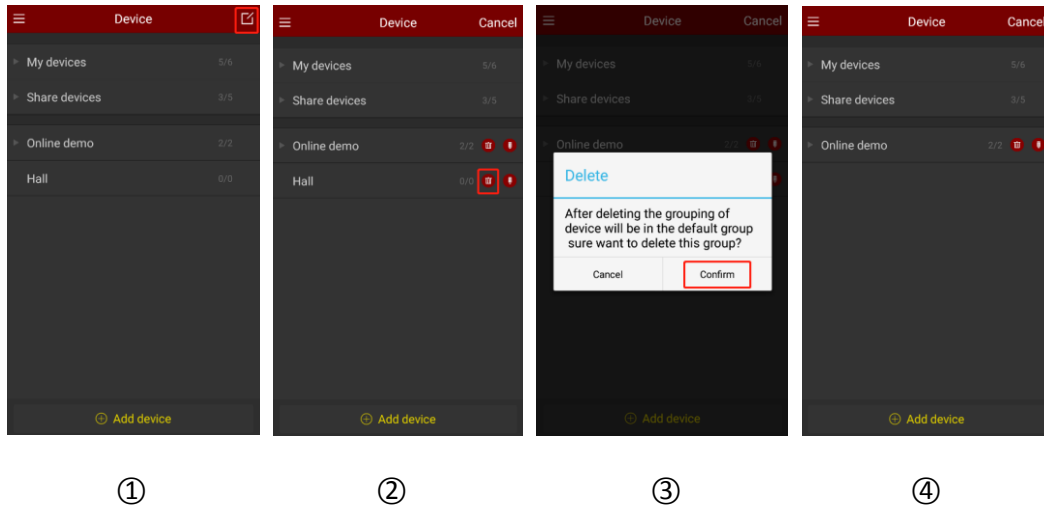 Device
My devices 5/6
Share devices 3/5
Online demo 2/2
Hall 0/0
Add device
①
Device Cancel
My devices 5/6
Share devices 3/5
Online demo 2/2
Hall 0/0
Add device
②
Device Cancel
My devices 5/6
Share devices 3/5
Online demo 2/2
Delete
After deleting the grouping of
device will be in the default group
sure want to delete this group?
Cancel Confirm
Add device
③
Device Cancel
My devices 5/6
Share devices 3/5
Online demo 2/2
Add device
④